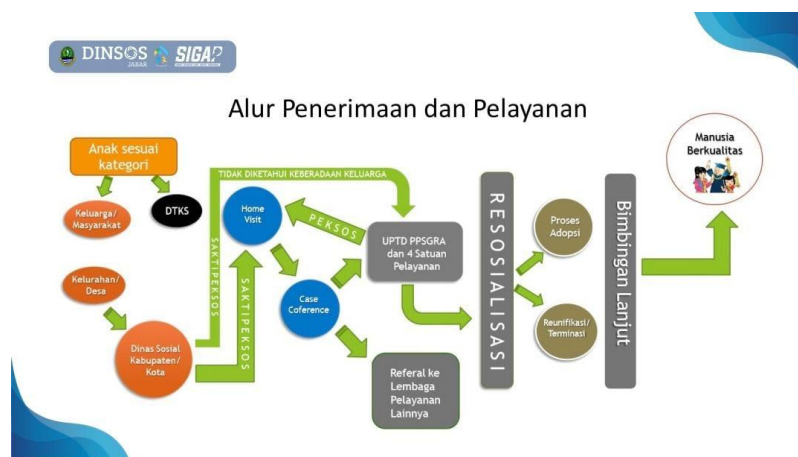 DINSOS
JABAR
SIGAP
Alur Penerimaan dan Pelayanan
Anak sesuai
kategori
Keluarga/
Masyarakat
DTKS
Kelurahan/
Desa
Dinas Sosial
Kabupaten/
Kota
SAKTIPEKSOS
SAKTIPEKSOS
TIDAK DIKETAHUI KEBERADAAN KELUARGA
Home
Visit
PEKSOS
Case
Coference
UPTD PPSGRA
dan 4 Satuan
Pelayanan
Referal ke
Lembaga
Pelayanan
Lainnya
RESOSIALISASI
Proses
Adopsi
Reunifikasi/
Terminasi
Bimbingan Lanjut
Manusia
Berkualitas